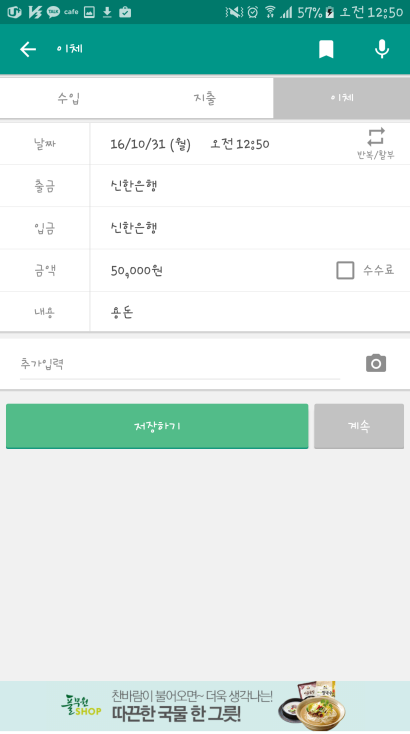 cafe 57% 오전 12:50
이체
수입 지출 이체
날짜 16/10/31 (월) 오전 12:50 반복/할부
출금 신한은행
입금 신한은행
금액 50,000원 수수료
내용 용돈
추가입력
저장하기 계속
풀무원 SHOP
찬바람이 불어오면~ 더욱 생각나는!
따끈한 국물 한 그릇!